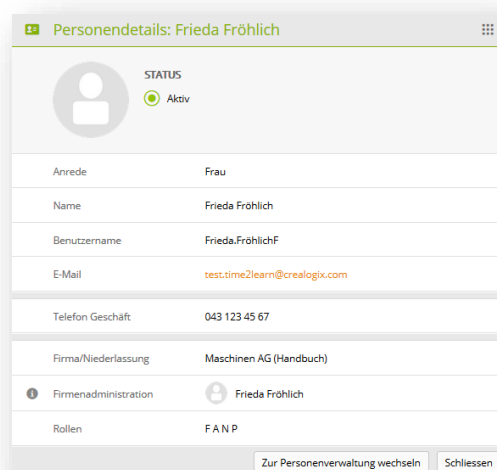 Personendetails: Frieda Fröhlich
STATUS
Aktiv
Anrede Frau
Name Frieda Fröhlich
Benutzername Frieda.FröhlichF
E-Mail test.time2learn@crealogix.com
Telefon Geschäft 043 123 45 67
Firma/Niederlassung Maschinen AG (Handbuch)
Firmenadministration Frieda Fröhlich
Rollen F A N P
Zur Personenverwaltung wechseln Schliessen